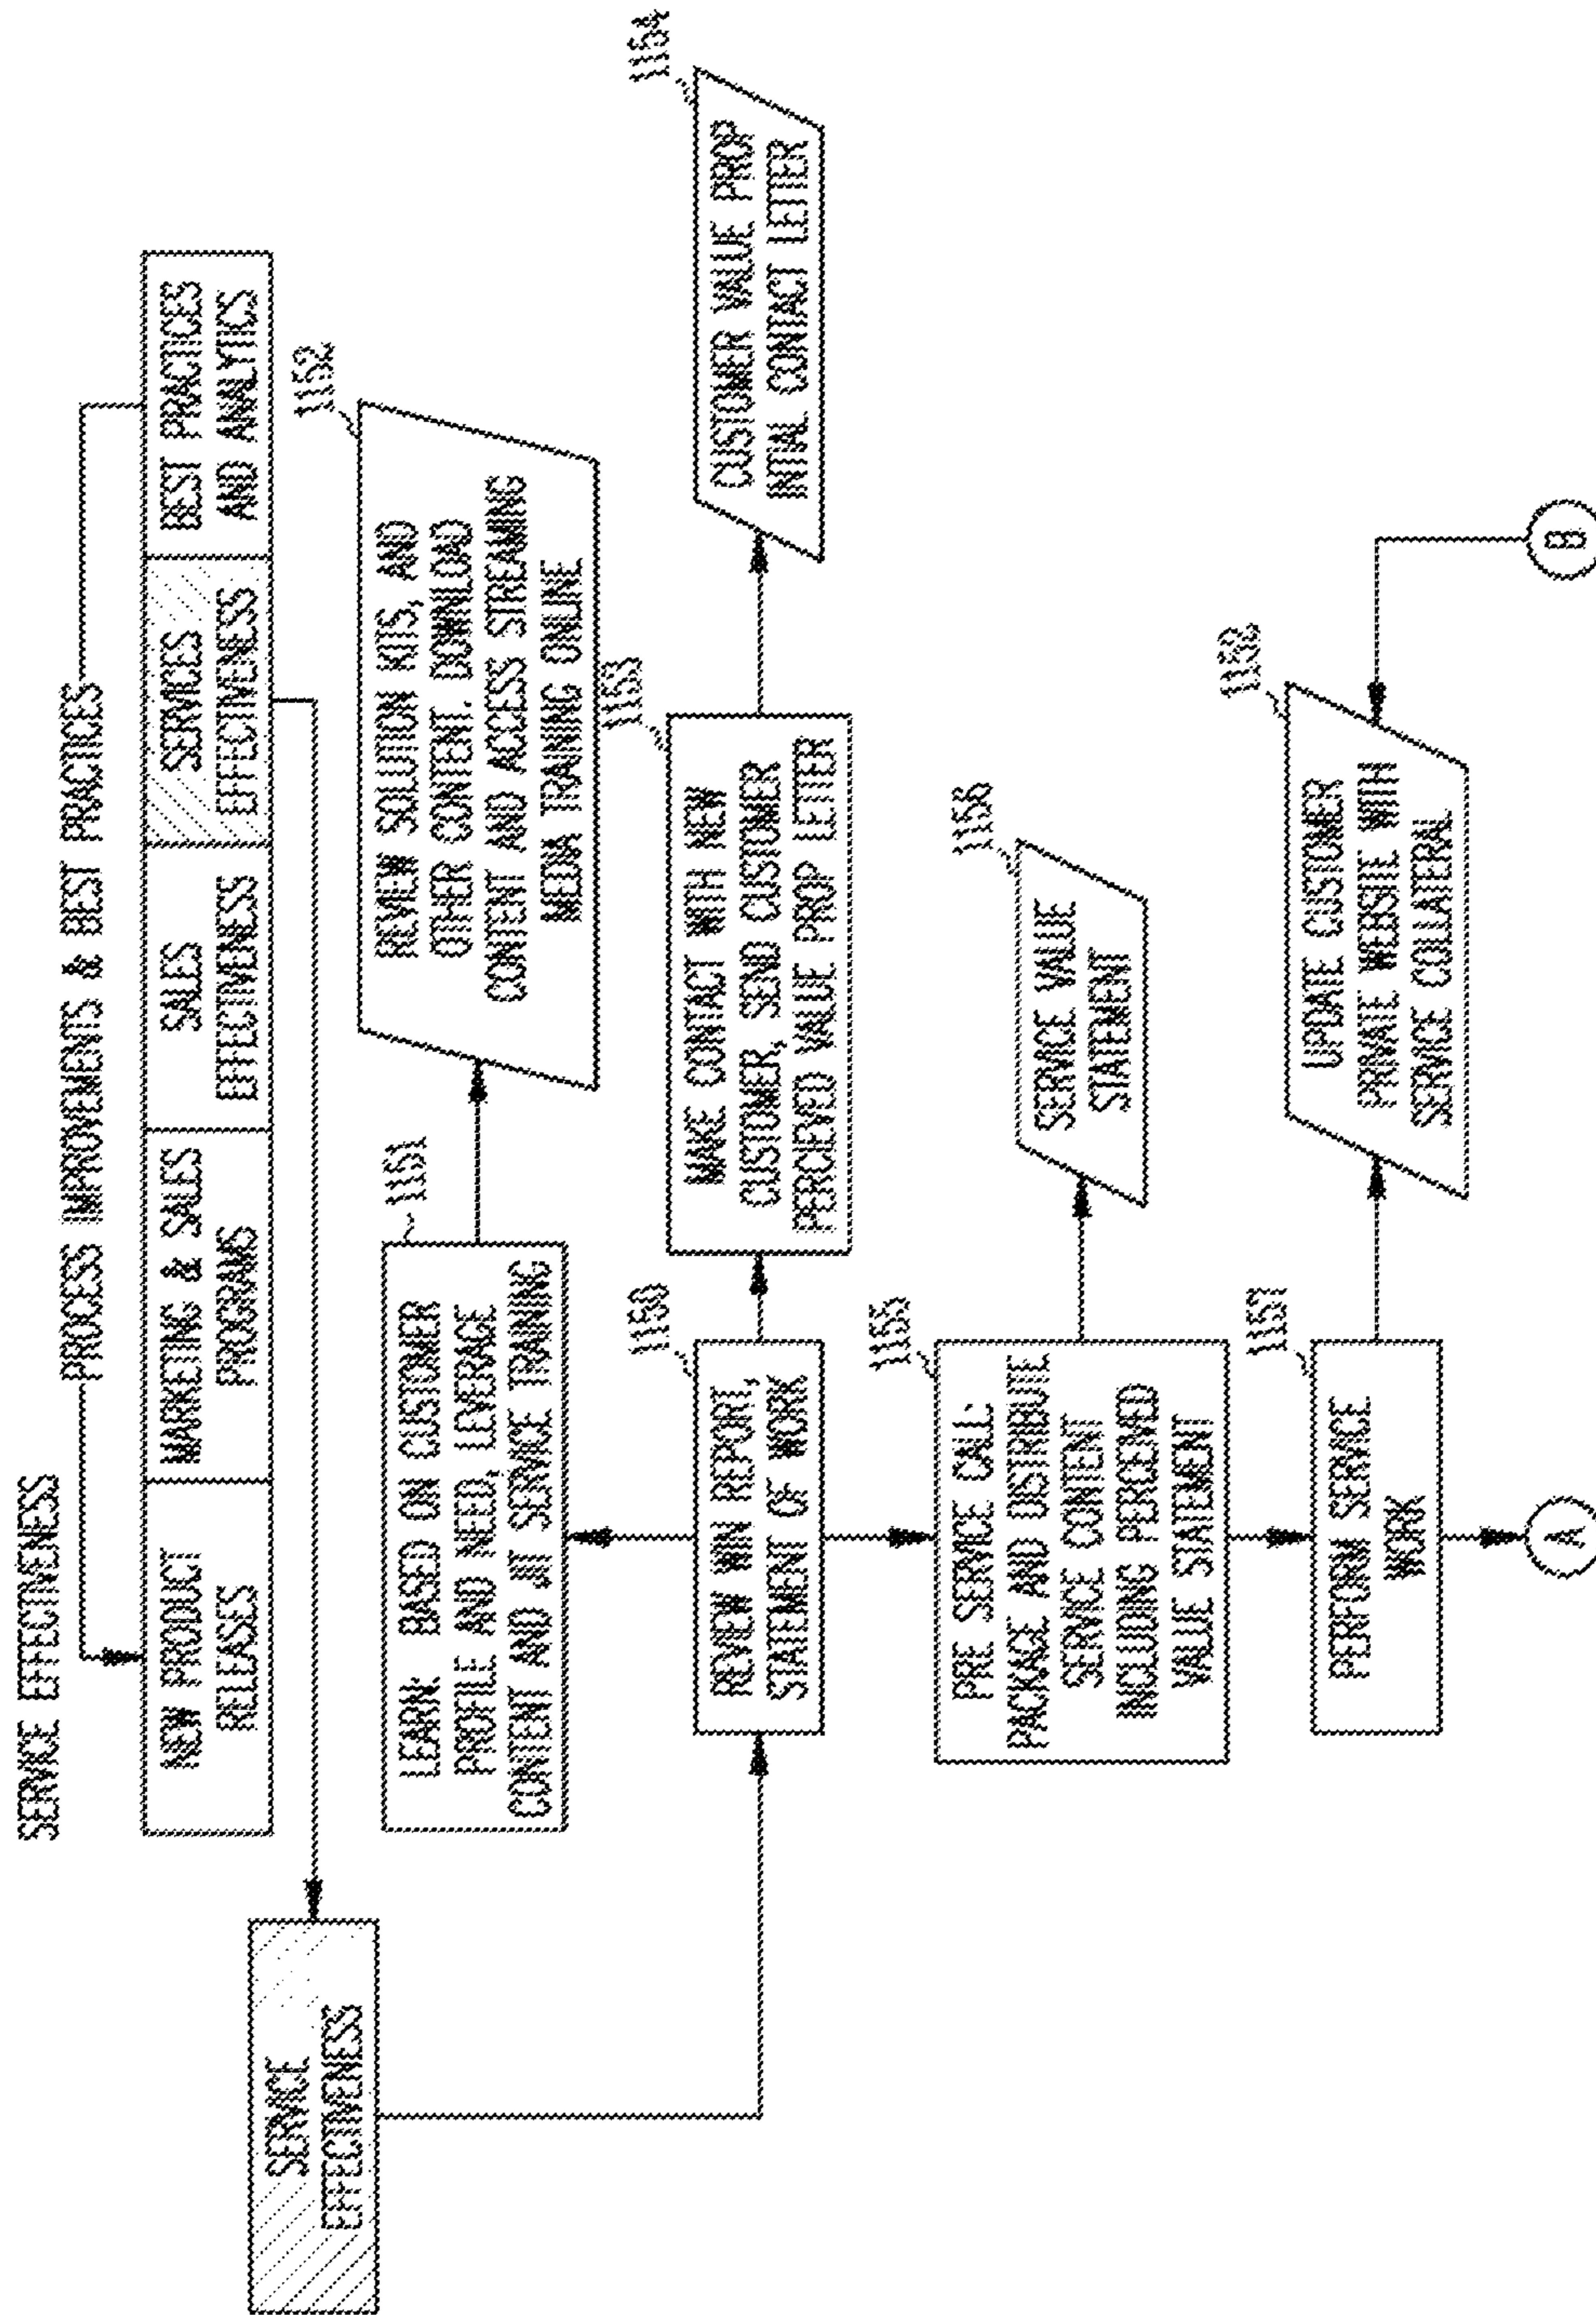 SERVICE EFFECTIVENESS
PROCESS IMPROVEMENTS & BEST PRACTICES
NEW PRODUCT
RELEASES
MARKETING & SALES
PROGRAMS
SALES
EFFECTIVENESS
SERVICES
EFFECTIVENESS
BEST PRACTICES
AND ANALYTICS
SERVICE
EFFECTIVENESS
1151
LEARN: BASED ON CUSTOMER
PROFILE AND NEED, LEVERAGE
CONTENT AND JIT SERVICE TRAINING
1152
REVIEW SOLUTION KITS, AND
OTHER CONTENT. DOWNLOAD
CONTENT AND ACCESS STREAMING
MEDIA TRAINING ONLINE
1150
REVIEW WIN REPORT,
STATEMENT OF WORK
1153
MAKE CONTACT WITH NEW
CUSTOMER, SEND CUSTOMER
PERCIEVED VALUE PROP LETTER
1154
CUSTOMER VALUE PROP
INTIAL CONTACT LETTER
1155
PRE SERVICE CALL:
PACKAGE AND DISTRIBUTE
SERVICE CONTENT
INCLUDING PERCEIVED
VALUE STATEMENT
1156
SERVICE VALUE
STATEMENT
1157
PERFORM SERVICE
WORK
1158
UPDATE CUSTOMER
PRIVATE WEBSITE WITH
SERVICE COLLATERAL
A
B